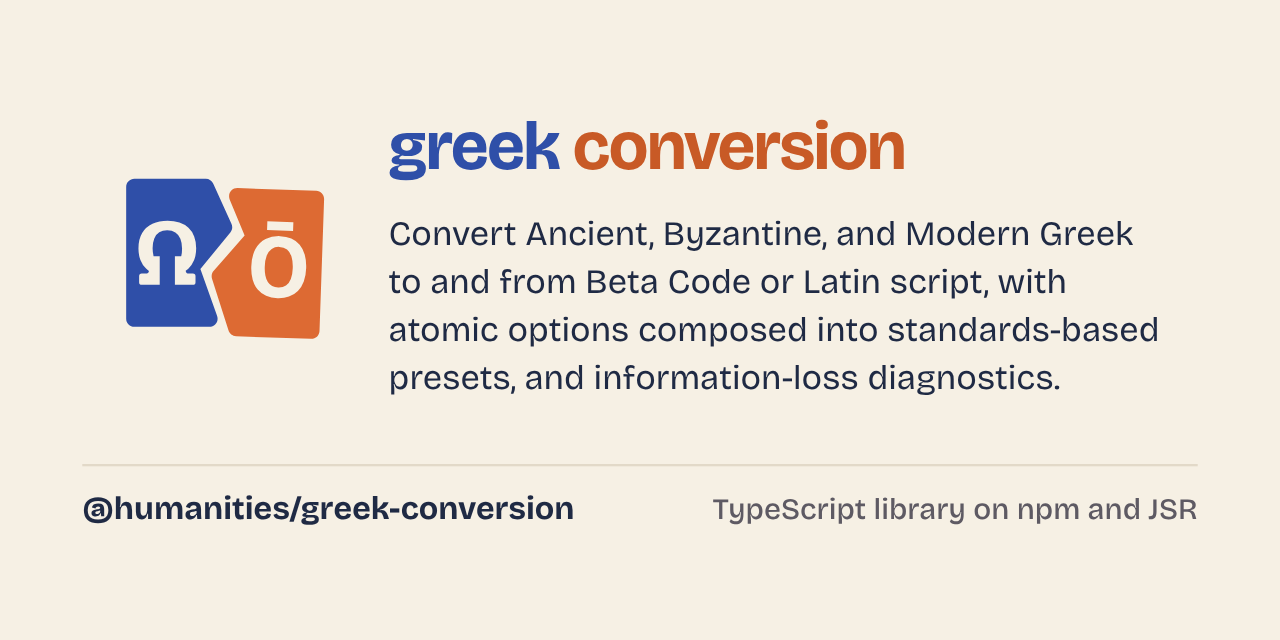 Ω Ō
greek conversion
Convert Ancient, Byzantine, and Modern Greek
to and from Beta Code or Latin script, with
atomic options composed into standards-based
presets, and information-loss diagnostics.
@humanities/greek-conversion
TypeScript library on npm and JSR